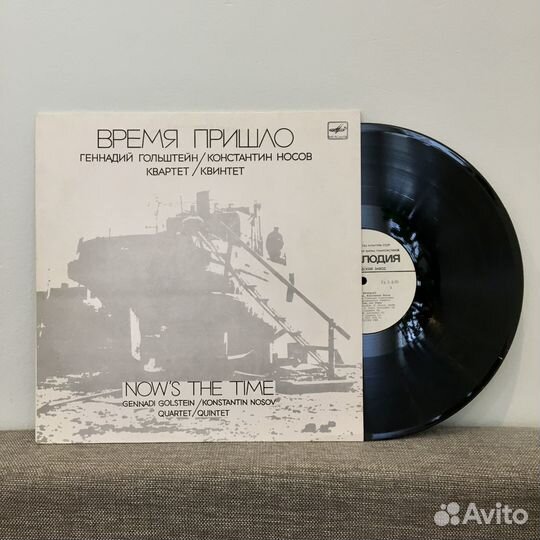 ВРЕМЯ ПРИШЛО
ГЕННАДИЙ ГОЛЬШТЕЙН/КОНСТАНТИН НОСОВ
КВАРТЕТ/КВИНТЕТ
NOW'S THE TIME
GENNADI GOLSTEIN/KONSTANTIN NOSOV
QUARTET/QUINTET
ЛОДИЯ
ЗАВОД
Avito